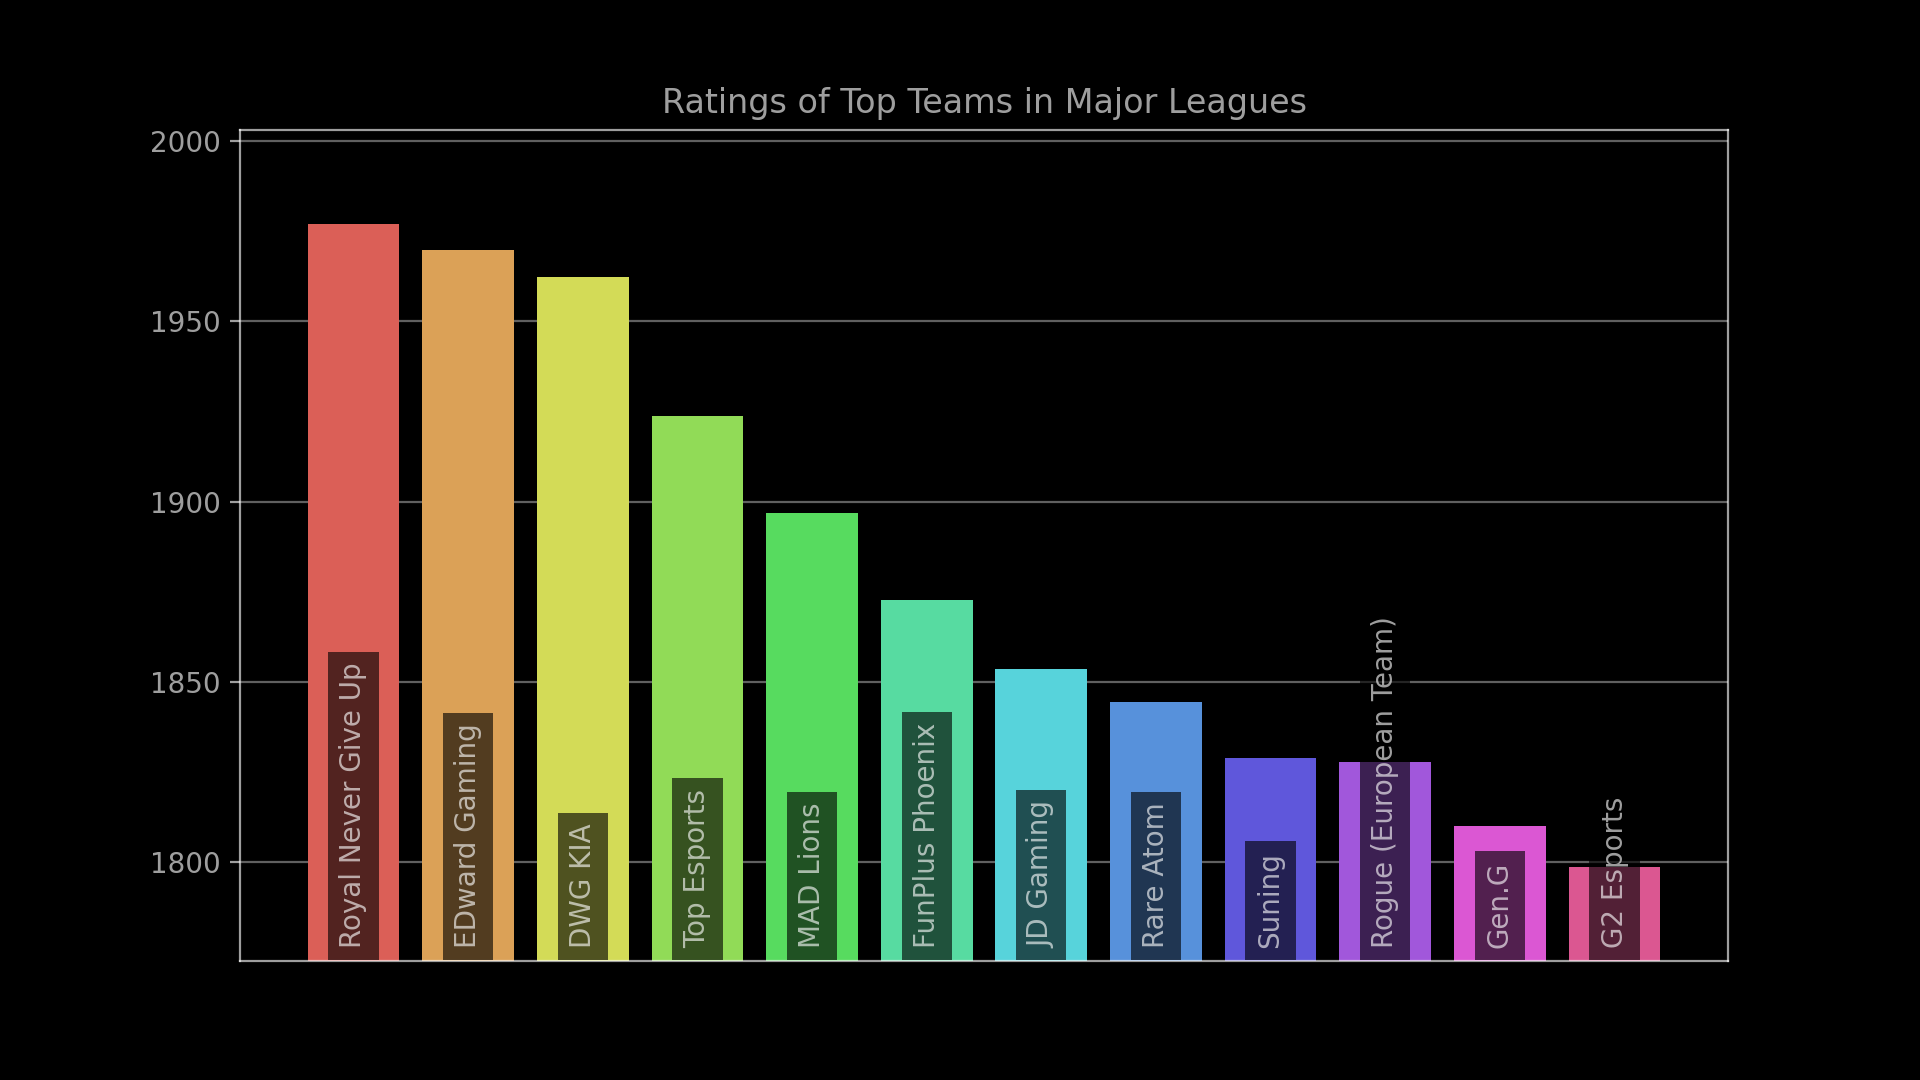 Ratings of Top Teams in Major Leagues
2000
1950
1900
1850
1800
Royal Never Give Up
EDward Gaming
DWG KIA
Top Esports
MAD Lions
FunPlus Phoenix
JD Gaming
Rare Atom
Suning
Rogue (European Team)
Gen.G
G2 Esports